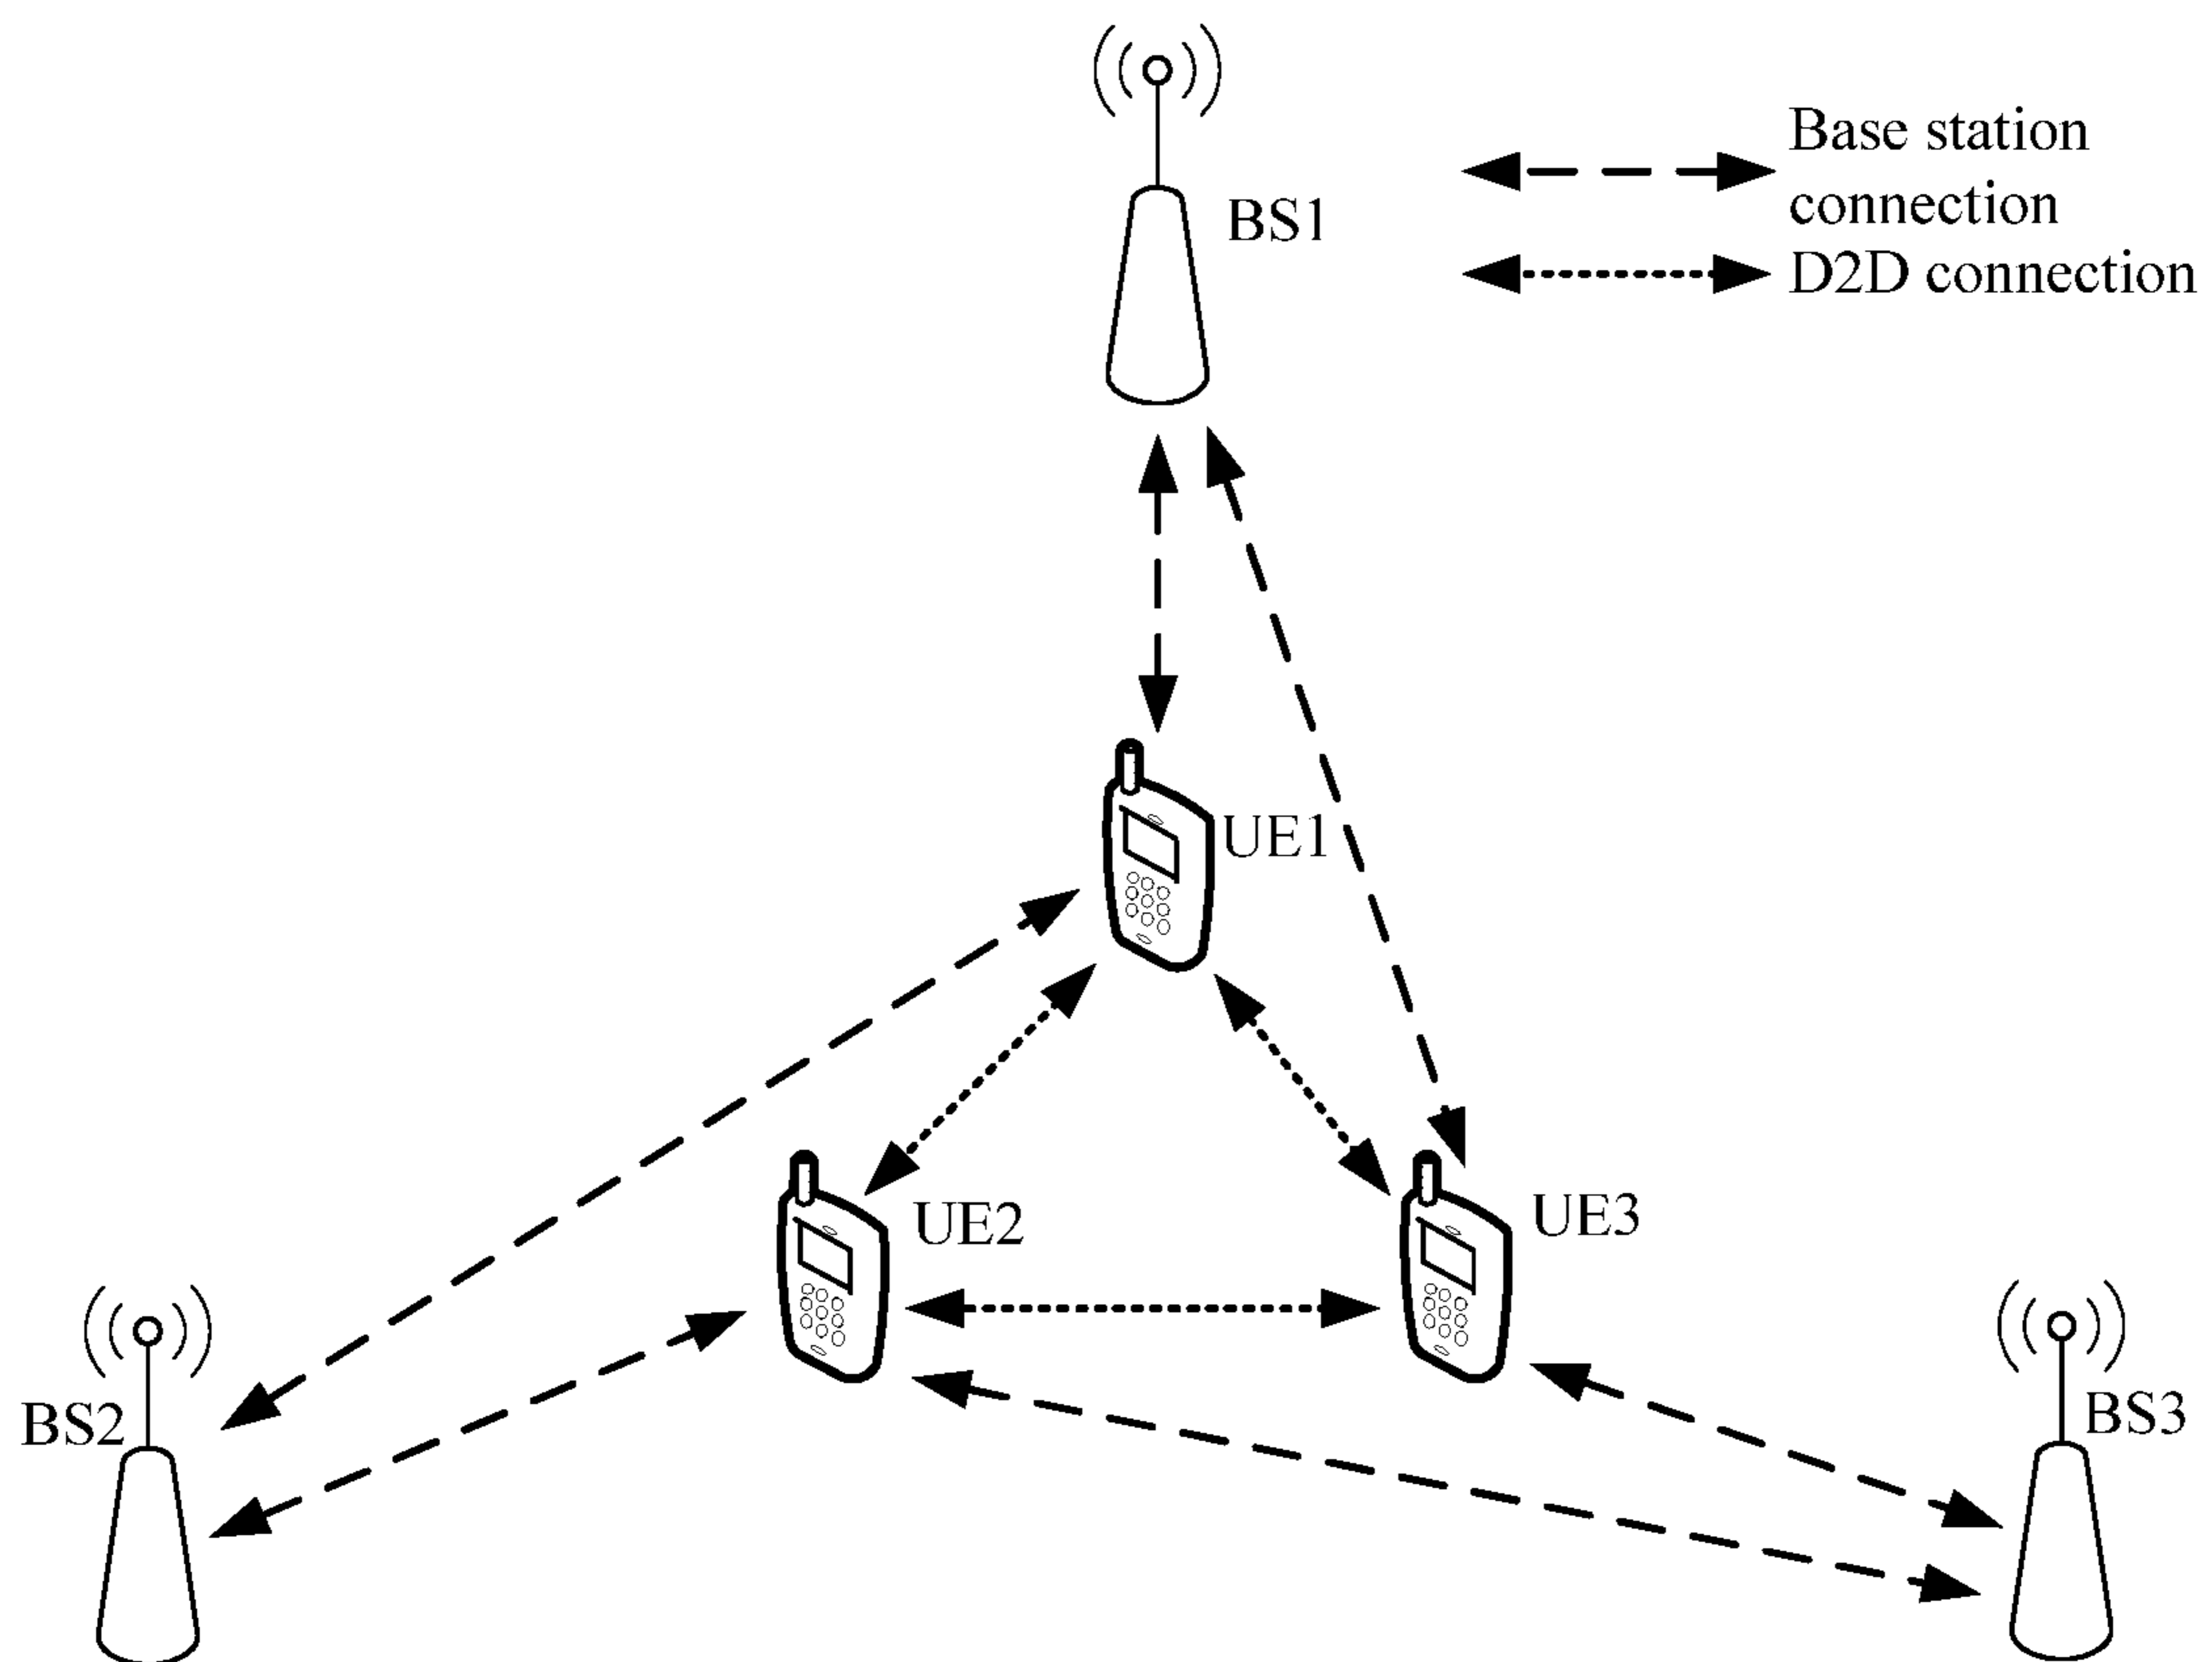 Base station
connection
BS1
D2D connection
UE1
UE2
UE3
BS2
BS3